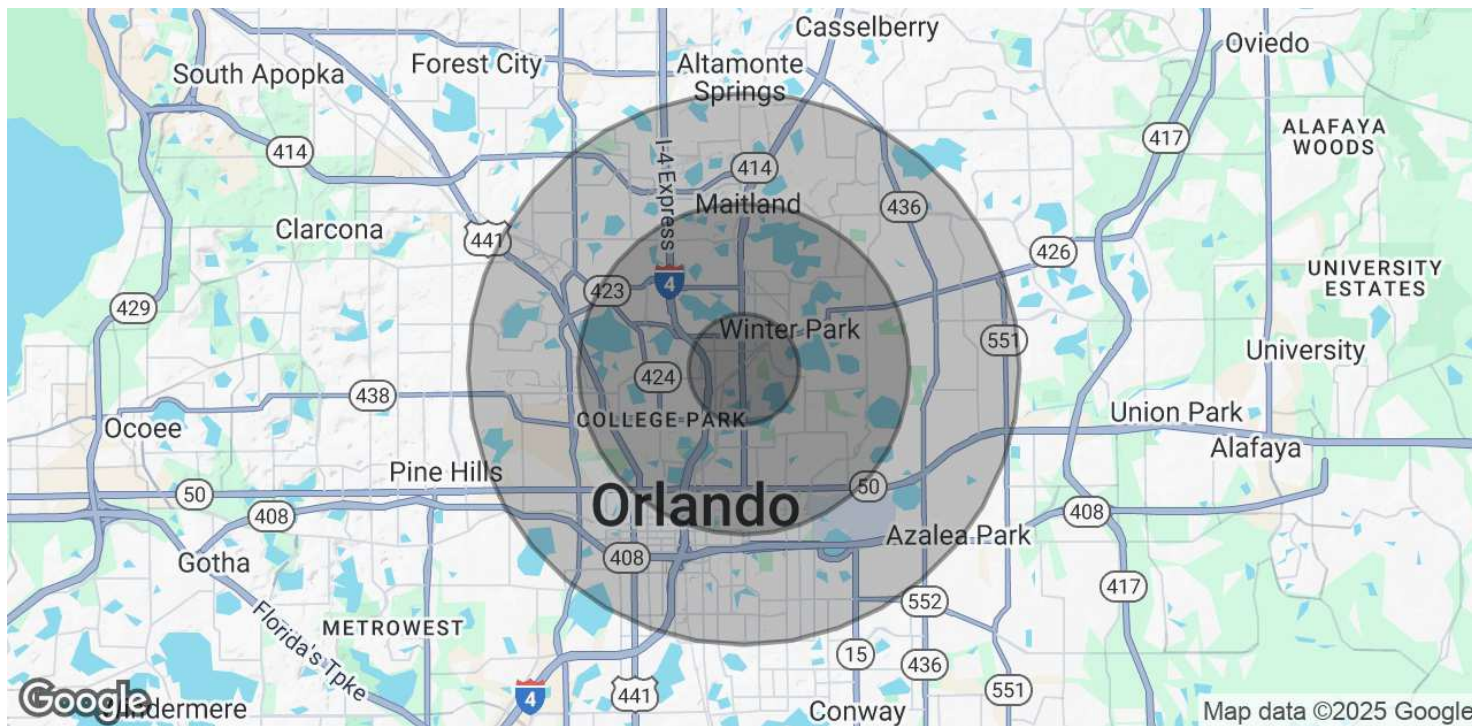 Casselberry
Oviedo
Forest City
Altamonte
Springs
South Apopka
417
ALAFAYA
WOODS
414
I-4 Express
414
Maitland
436
Clarcona
441
426
UNIVERSITY
ESTATES
423
4
429
Winter Park
551
University
424
438
COLLEGE PARK
Union Park
Ocoee
Alafaya
Pine Hills
50
50
Orlando
408
408
Azalea Park
408
Gotha
417
552
Florida's Tpke
METROWEST
15
436
551
4
441
Google
Conway
Map data ©2025 Google